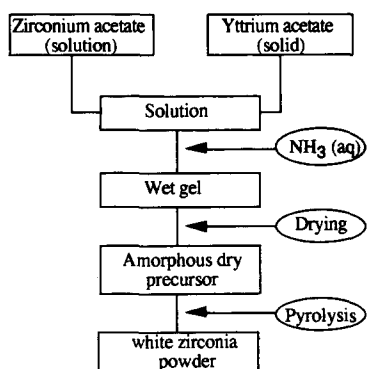 Zirconium acetate
(solution)
Yttrium acetate
(solid)
Solution
NH3 (aq)
Wet gel
Drying
Amorphous dry
precursor
Pyrolysis
white zirconia
powder